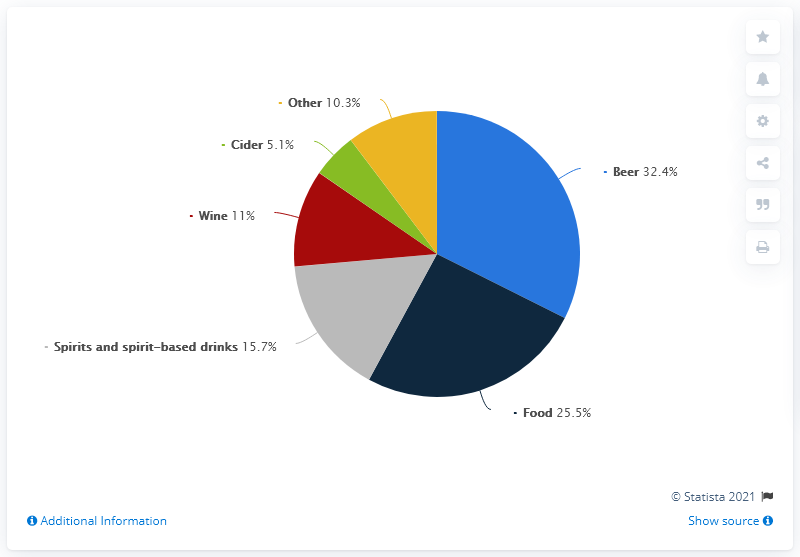 Other 10.3%
Cider 5.1%
Beer 32.4%
Wine 11%
Spirits and spirit-based drinks 15.7%
Food 25.5%
© Statista 2021
Additional Information
Show source